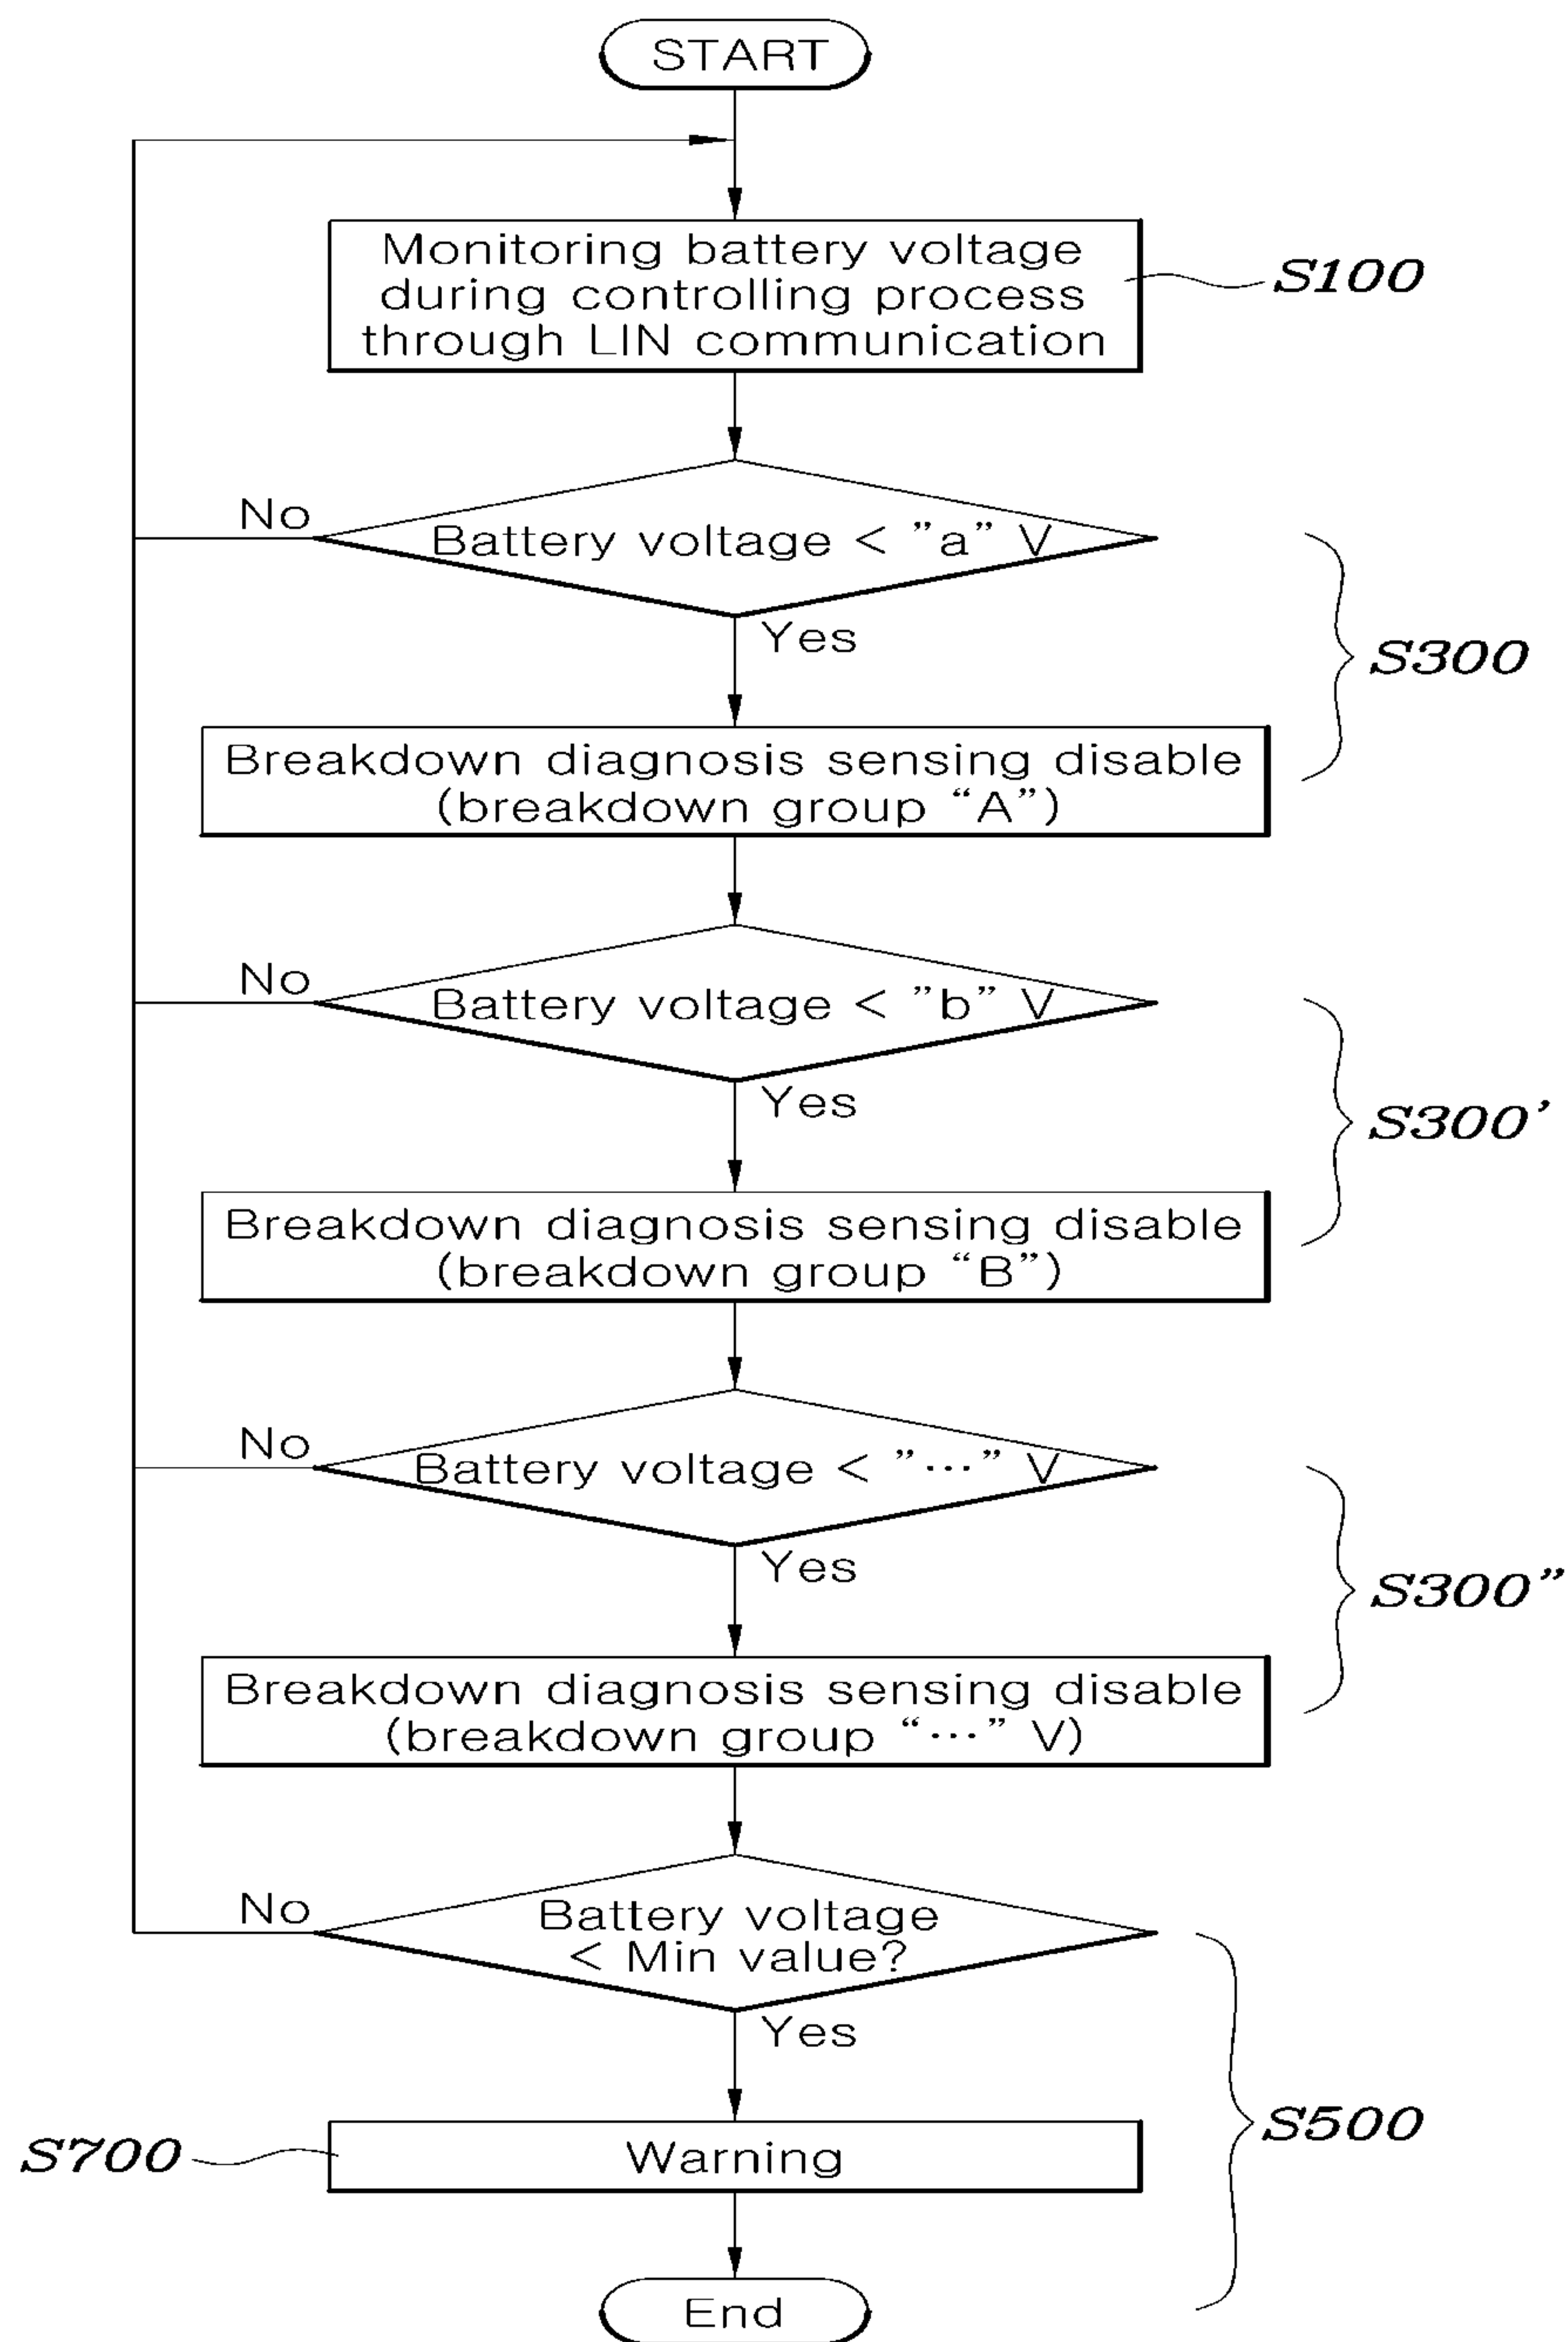 START
Monitoring battery voltage
during controlling process
through LIN communication
S100
No
Battery voltage < ”a” V
Yes
S300
Breakdown diagnosis sensing disable
(breakdown group “A”)
No
Battery voltage < ”b” V
Yes
S300’
Breakdown diagnosis sensing disable
(breakdown group “B”)
No
Battery voltage < ”···” V
Yes
S300”
Breakdown diagnosis sensing disable
(breakdown group “···” V)
No
Battery voltage
< Min value?
Yes
S500
S700
Warning
End